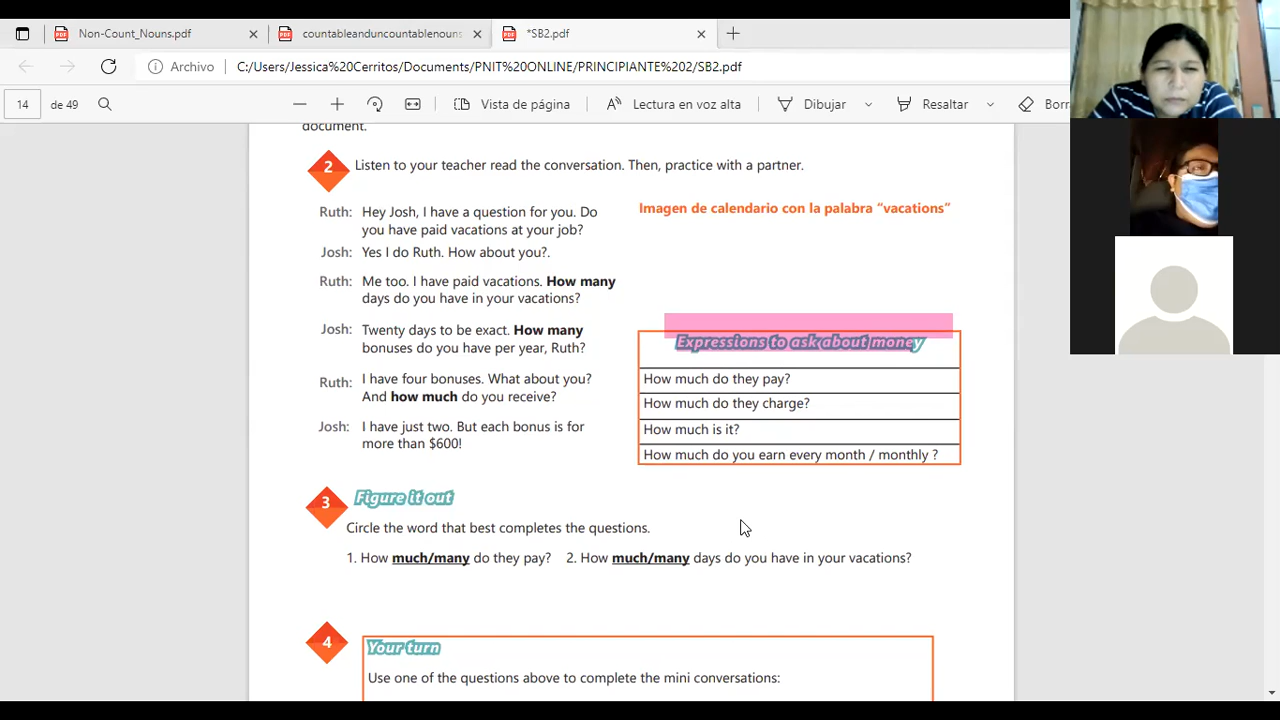 Non-Count_Nouns.pdf
countableanduncountablenouns
*SB2.pdf
Archivo
C:/Users/Jessica%20Cerritos/Documents/PNIT%20ONLINE/PRINCIPIANTE%202/SB2.pdf
14
de 49
Vista de página
Lectura en voz alta
Dibujar
Resaltar
Borr
document.
2
Listen to your teacher read the conversation. Then, practice with a partner.
Ruth: Hey Josh, I have a question for you. Do
you have paid vacations at your job?
Josh: Yes I do Ruth. How about you?.
Ruth: Me too. I have paid vacations. How many
days do you have in your vacations?
Josh: Twenty days to be exact. How many
bonuses do you have per year, Ruth?
Ruth: I have four bonuses. What about you?
And how much do you receive?
Josh: I have just two. But each bonus is for
more than $600!
Imagen de calendario con la palabra “vacations”
Expressions to ask about money
How much do they pay?
How much do they charge?
How much is it?
How much do you earn every month / monthly ?
3
Figure it out
Circle the word that best completes the questions.
1. How much/many do they pay? 2. How much/many days do you have in your vacations?
4
Your turn
Use one of the questions above to complete the mini conversations: